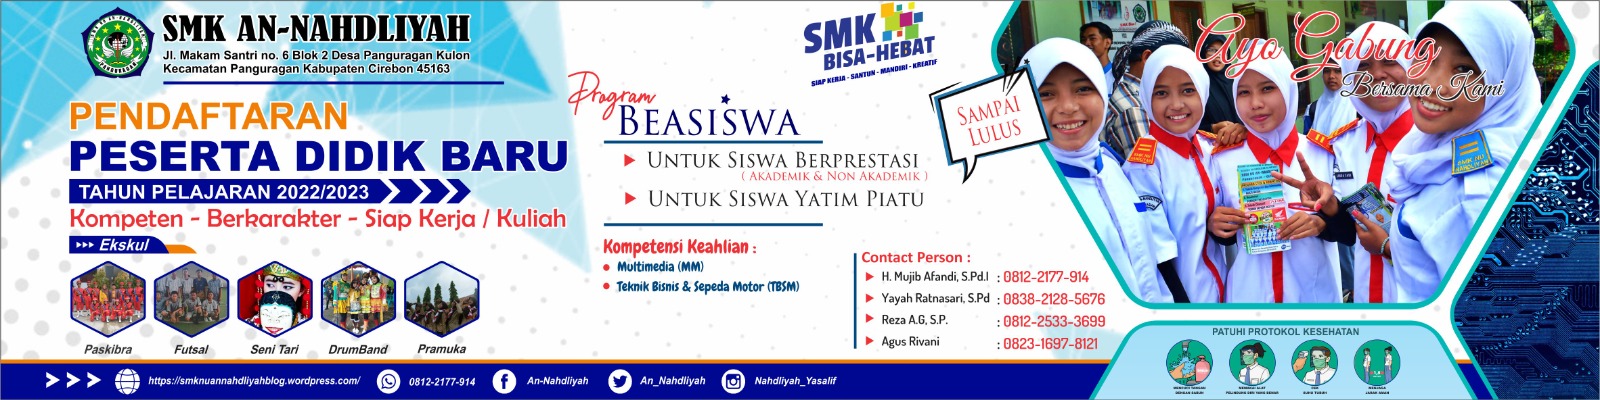 SMK AN-NAHDLIYAH
Jl. Makam Santri no. 6 Blok 2 Desa Panguragan Kulon
Kecamatan Panguragan Kabupaten Cirebon 45163
PENDAFTARAN
PESERTA DIDIK BARU
TAHUN PELAJARAN 2022/2023
Kompeten - Berkarakter - Siap Kerja / Kuliah
Ekskul
Paskibra
Futsal
Seni Tari
DrumBand
Pramuka
Program
BEASISWA
UNTUK SISWA BERPRESTASI
( AKADEMIK & NON AKADEMIK )
UNTUK SISWA YATIM PIATU
Kompetensi Keahlian :
Multimedia (MM)
Teknik Bisnis & Sepeda Motor (TBSM)
SMK
BISA-HEBAT
SIAP KERJA - SANTUN - MANDIRI - KREATIF
SAMPAI
LULUS
Contact Person :
H. Mujib Afandi, S.Pd.I : 0812-2177-914
Yayah Ratnasari, S.Pd : 0838-2128-5676
Reza A.G, S.P. : 0812-2533-3699
Agus Rivani : 0823-1697-8121
Ayo Gabung
Bersama Kami
PATUHI PROTOKOL KESEHATAN
https://smknuannahdliyahblog.wordpress.com/
0812-2177-914
An-Nahdliyah
An_Nahdliyah
Nahdliyah_Yasalif